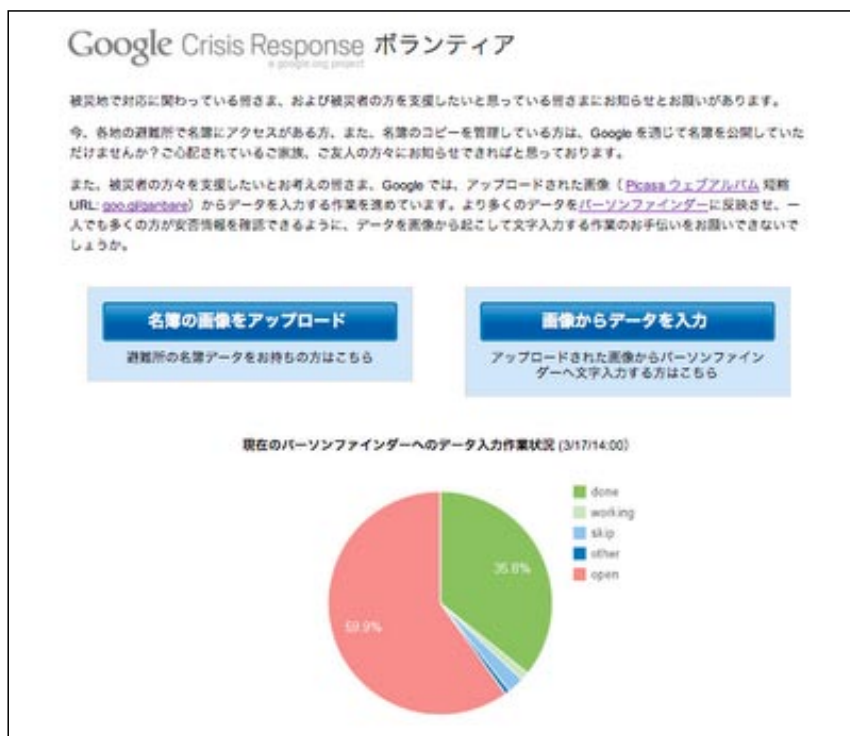 Google Crisis Response ボランティア
a google.org project
被災地で対応に関わっている皆さま、および被災者の方を支援したいと思っている皆さまにお知らせとお願いがあります。
今、各地の避難所で名簿にアクセスがある方、また、名簿のコピーを管理している方は、Google を通じて名簿を公開していた
だけませんか？ご心配されているご家族、ご友人の方々にお知らせできればと思っております。
また、被災者の方々を支援したいとお考えの皆さま、Google では、アップロードされた画像（ Picasa ウェブアルバム 短縮
URL: goo.gl/ganbare）からデータを入力する作業を進めています。より多くのデータをパーソンファインダーに反映させ、一
人でも多くの方が安否情報を確認できるように、データを画像から起こして文字入力する作業のお手伝いをお願いできないで
しょうか。
名簿の画像をアップロード
避難所の名簿データをお持ちの方はこちら
画像からデータを入力
アップロードされた画像からパーソンファイン
ダーへ文字入力する方はこちら
現在のパーソンファインダーへのデータ入力作業状況 (3/17/14:00)
done
working
skip
other
open
35.8%
59.9%